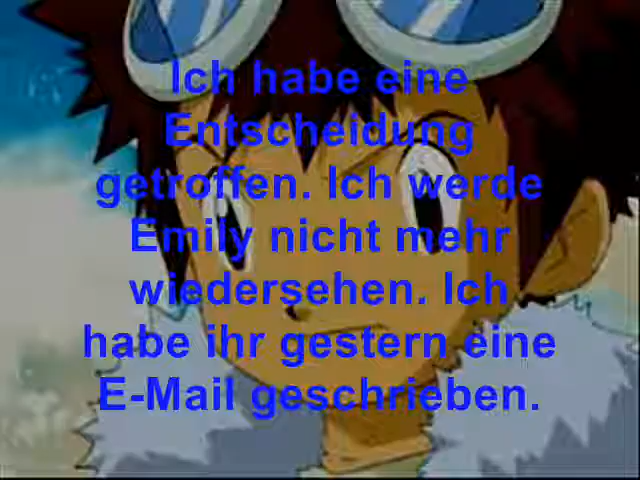 Ich habe eine
Entscheidung
getroffen. Ich werde
Emily nicht mehr
wiedersehen. Ich
habe ihr gestern eine
E-Mail geschrieben.